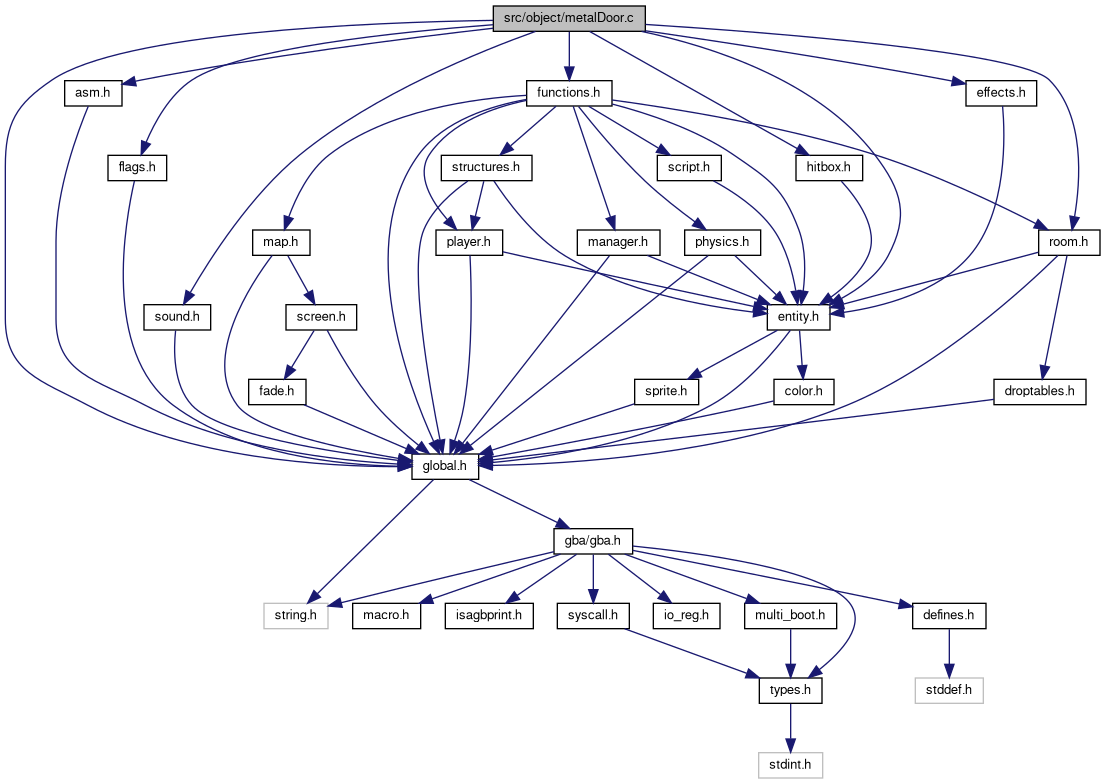 src/object/metalDoor.c
asm.h
functions.h
effects.h
flags.h
structures.h
script.h
hitbox.h
map.h
player.h
manager.h
physics.h
room.h
sound.h
screen.h
entity.h
fade.h
sprite.h
color.h
droptables.h
global.h
gba/gba.h
string.h
macro.h
isagbprint.h
syscall.h
io_reg.h
multi_boot.h
defines.h
types.h
stddef.h
stdint.h